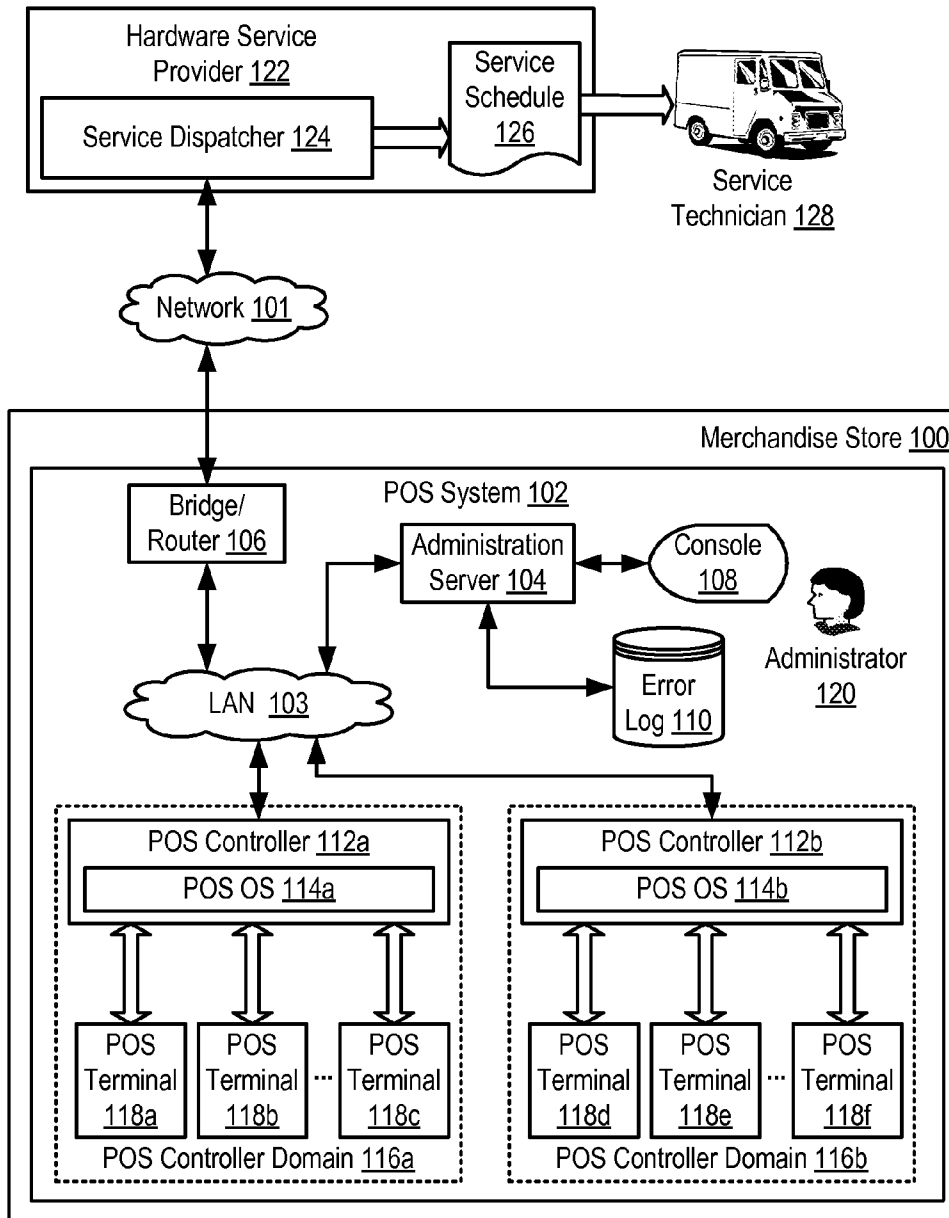 Hardware Service
Provider 122
Service Dispatcher 124
Service
Schedule
126
Service
Technician 128
Network 101
Merchandise Store 100
POS System 102
Bridge/
Router 106
Administration
Server 104
Console
108
Administrator
120
Error
Log 110
LAN 103
POS Controller 112a
POS OS 114a
POS Controller 112b
POS OS 114b
POS
Terminal
118a
POS
Terminal
118b
...
POS
Terminal
118c
POS Controller Domain 116a
POS
Terminal
118d
POS
Terminal
118e
...
POS
Terminal
118f
POS Controller Domain 116b